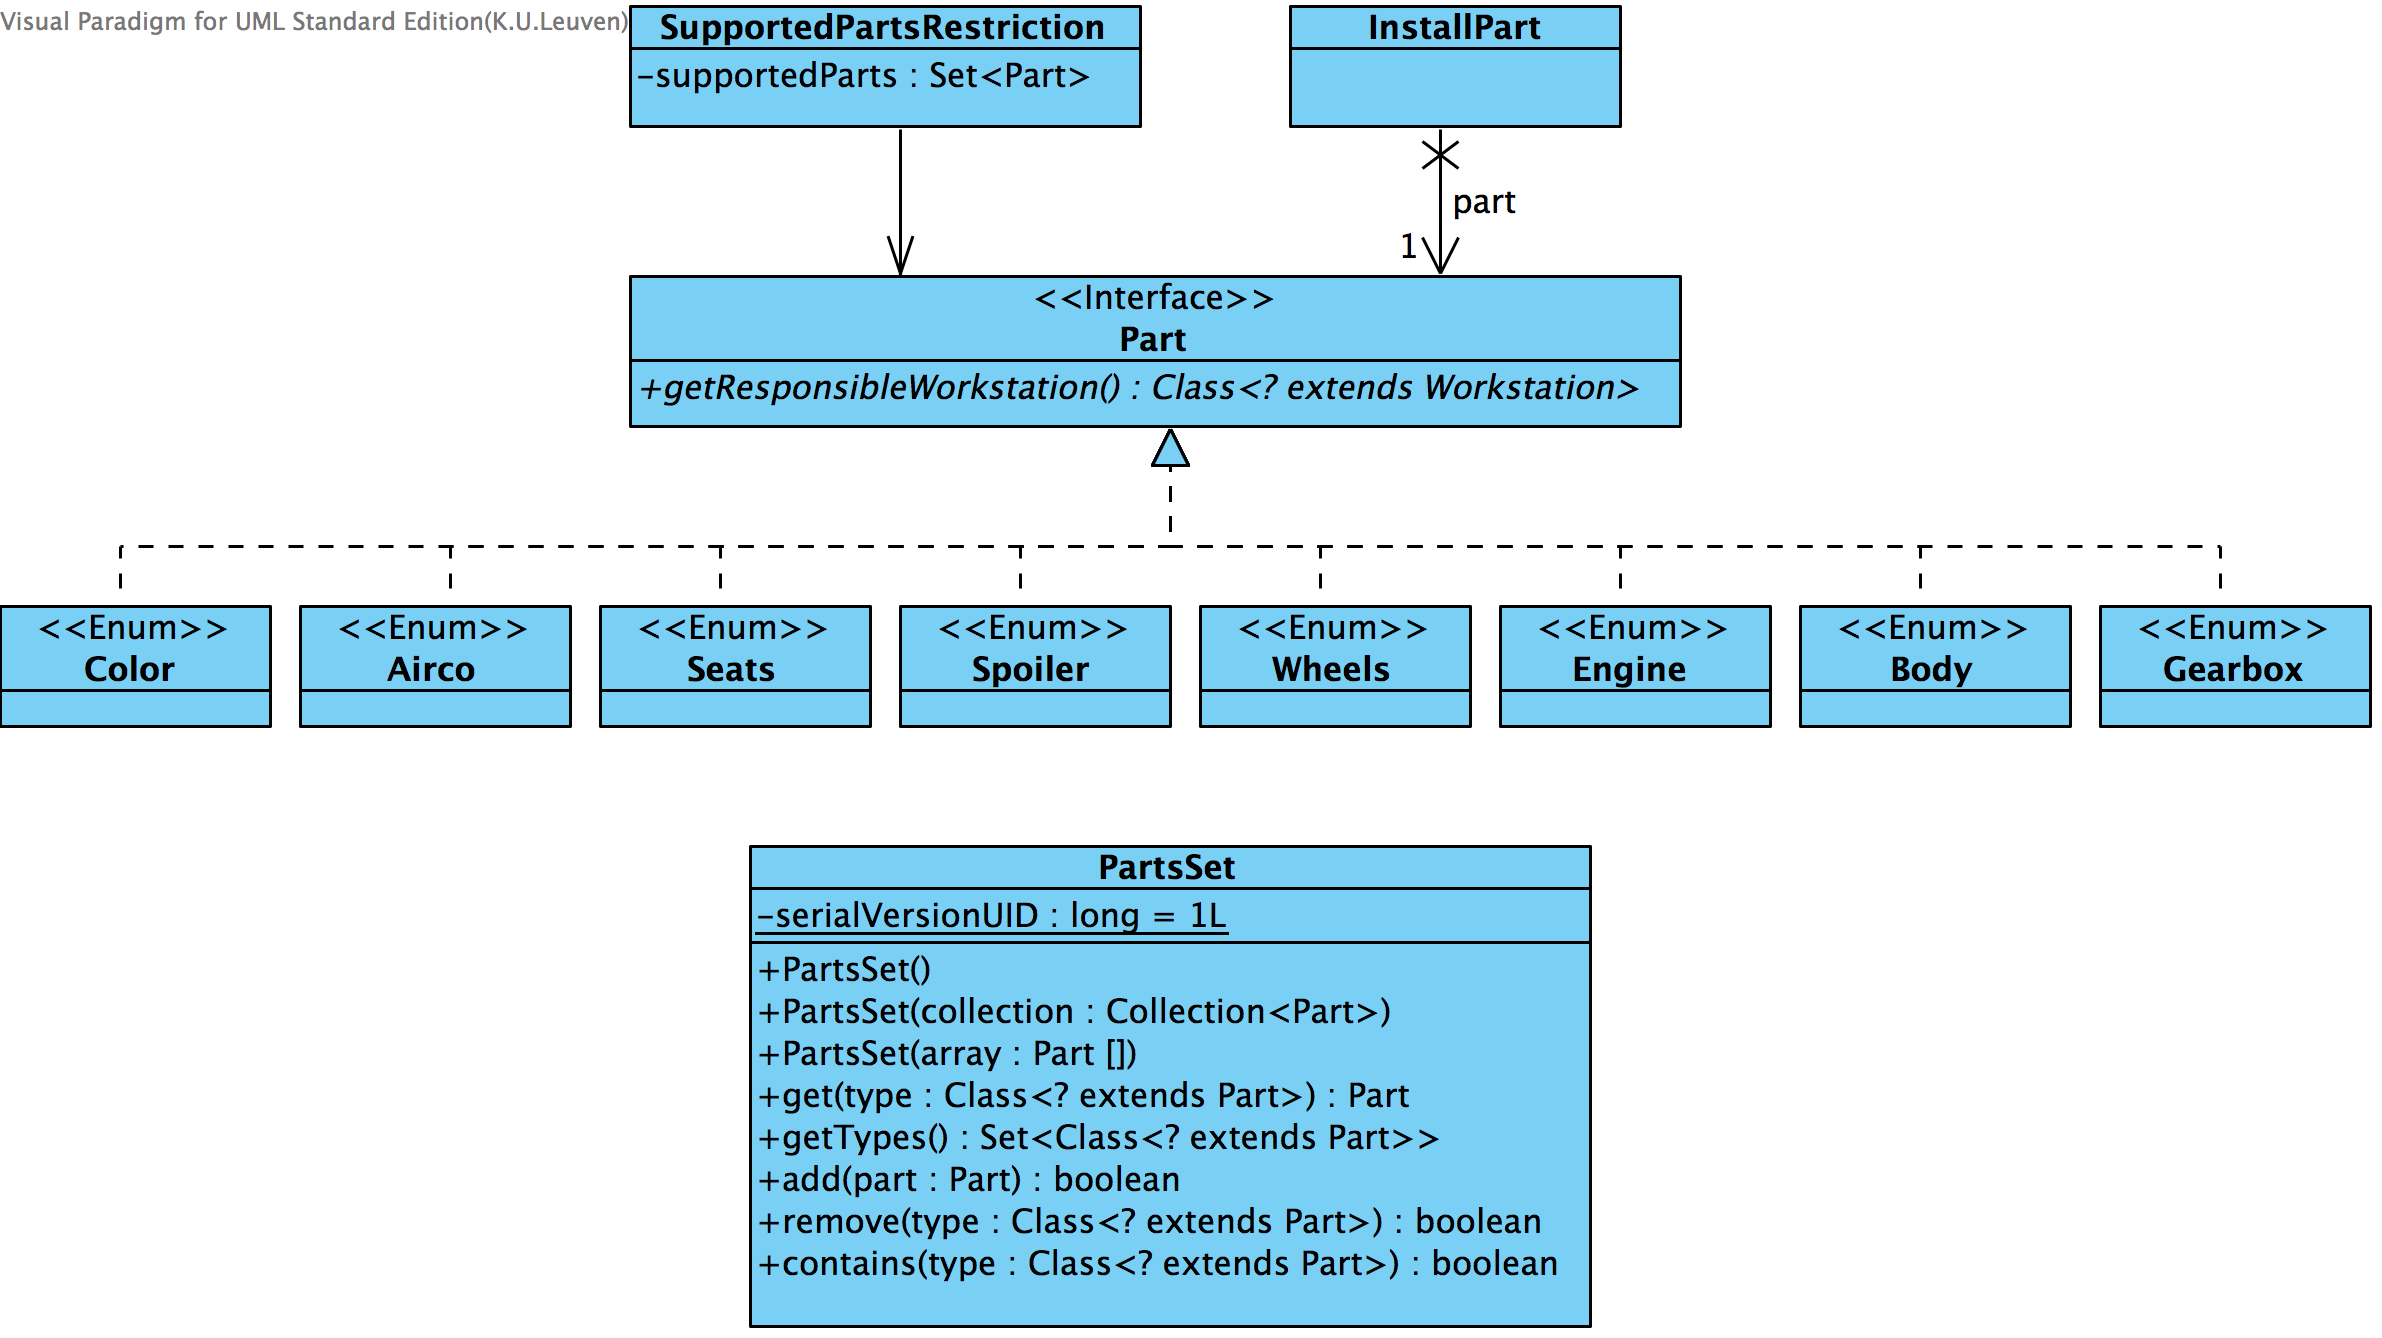 Visual Paradigm for UML Standard Edition(K.U.Leuven)
SupportedPartsRestriction
-supportedParts : Set<Part>
InstallPart
part
1
<<Interface>>
Part
+getResponsibleWorkstation() : Class<? extends Workstation>
<<Enum>>
Color
<<Enum>>
Airco
<<Enum>>
Seats
<<Enum>>
Spoiler
<<Enum>>
Wheels
<<Enum>>
Engine
<<Enum>>
Body
<<Enum>>
Gearbox
PartsSet
-serialVersionUID : long = 1L
+PartsSet()
+PartsSet(collection : Collection<Part>)
+PartsSet(array : Part [])
+get(type : Class<? extends Part>) : Part
+getTypes() : Set<Class<? extends Part>>
+add(part : Part) : boolean
+remove(type : Class<? extends Part>) : boolean
+contains(type : Class<? extends Part>) : boolean